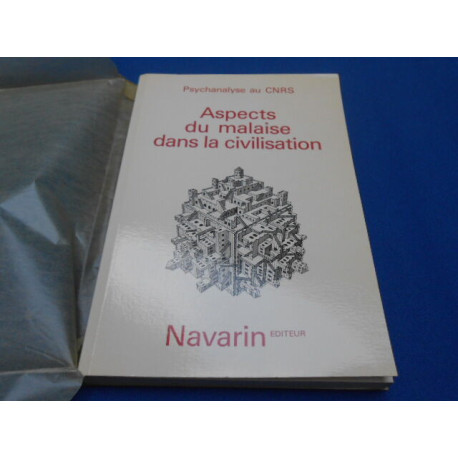 Psychanalyse au CNRS
Aspects
du malaise
dans la civilisation
Navarin EDITEUR